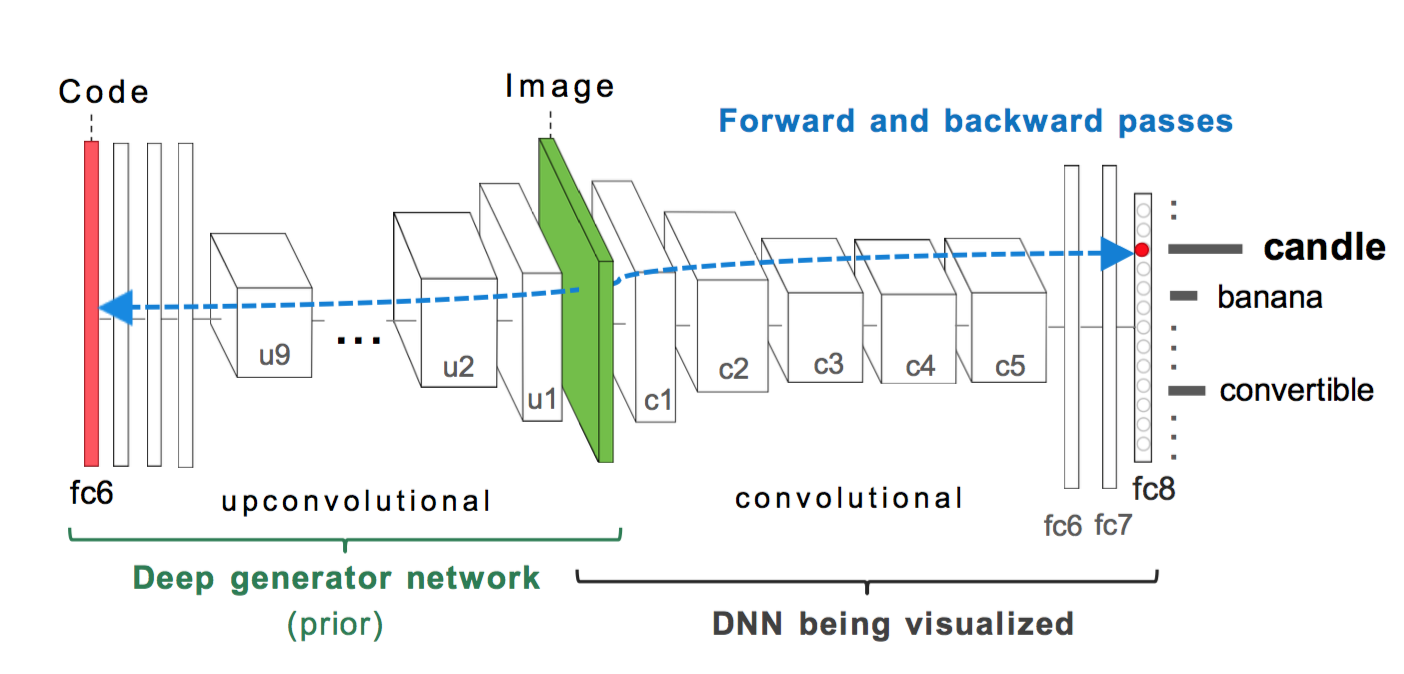 Code
Image
Forward and backward passes
candle
banana
convertible
u9
...
u2
u1
c1
c2
c3
c4
c5
fc6
upconvolutional
convolutional
fc6
fc7
fc8
Deep generator network
(prior)
DNN being visualized